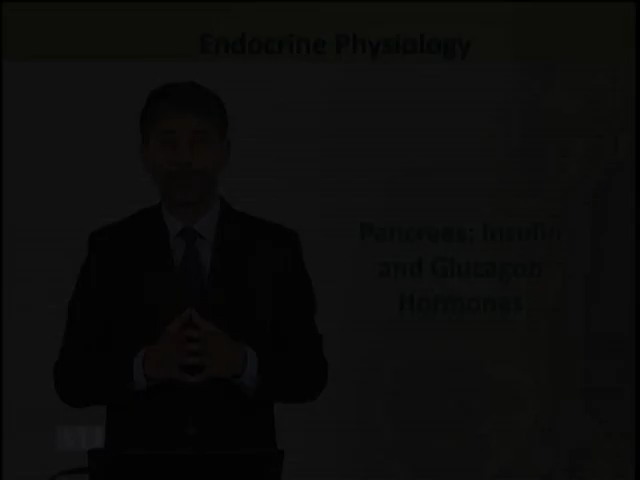 Endocrine Physiology
Pancreas: Insulin
and Glucagon
Hormones